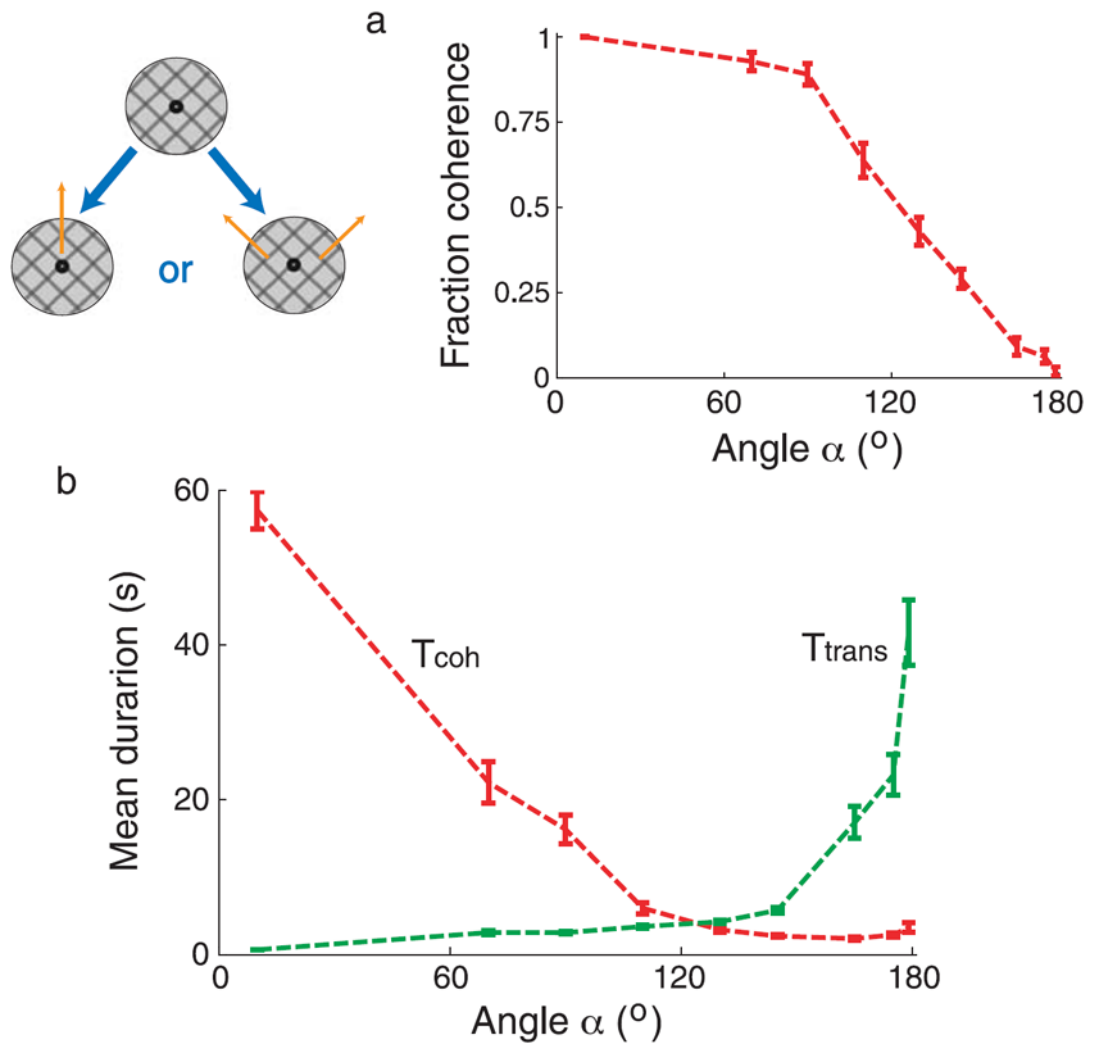 a
or
1
0.75
0.5
0.25
0
Fraction coherence
0 60 120 180
Angle α (o)
b
60
40
20
0
Mean durarion (s)
Tcoh
Ttrans
0 60 120 180
Angle α (o)